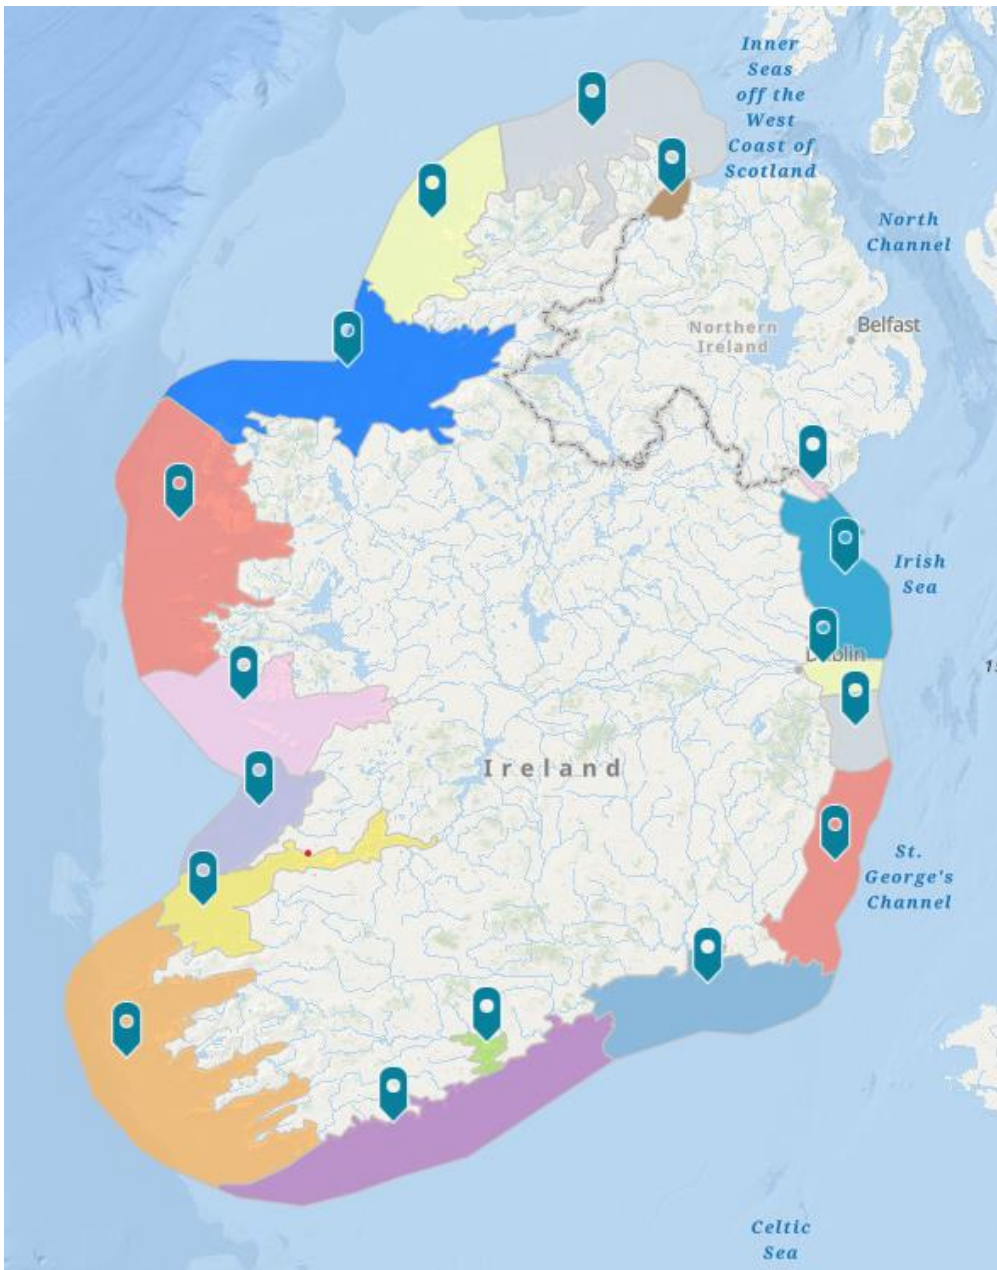 Inner
Seas
off the
West
Coast of
Scotland
North
Channel
Northern
Ireland
Belfast
Irish
Sea
Dublin
Ireland
St.
George's
Channel
Celtic
Sea